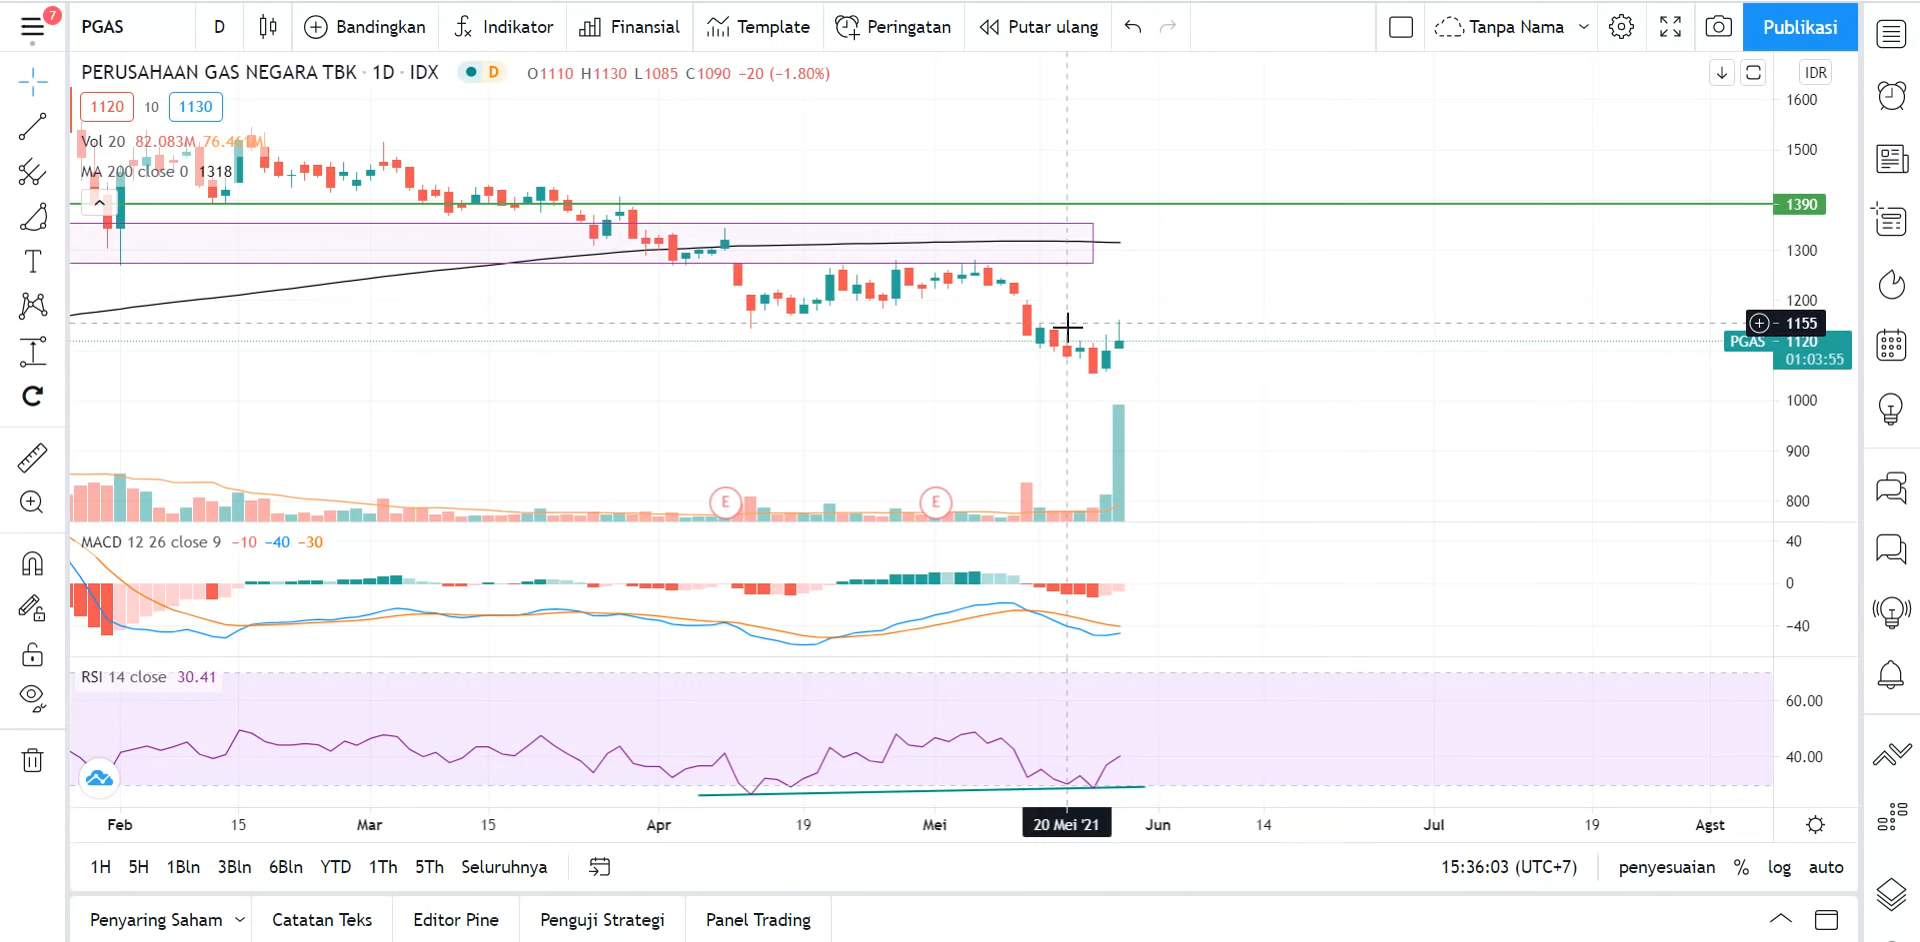 7
PGAS
D
Bandingkan
Indikator
Finansial
Template
Peringatan
Putar ulang
Tanpa Nama
Publikasi
PERUSAHAAN GAS NEGARA TBK · 1D · IDX
D
O1110 H1130 L1085 C1090 −20 (−1.80%)
IDR
1120 10 1130
Vol 20 82.083M 76.461M
MA 200 close 0 1318
1600
1500
1390
1300
1200
1155
PGAS 1120
01:03:55
1000
900
800
E
E
MACD 12 26 close 9 −10 −40 −30
40
0
−40
RSI 14 close 30.41
60.00
40.00
Feb 15 Mar 15 Apr 19 Mei 20 Mei '21 Jun 14 Jul 19 Agst
1H 5H 1Bln 3Bln 6Bln YTD 1Th 5Th Seluruhnya
15:36:03 (UTC+7) penyesuaian % log auto
Penyaring Saham Catatan Teks Editor Pine Penguji Strategi Panel Trading